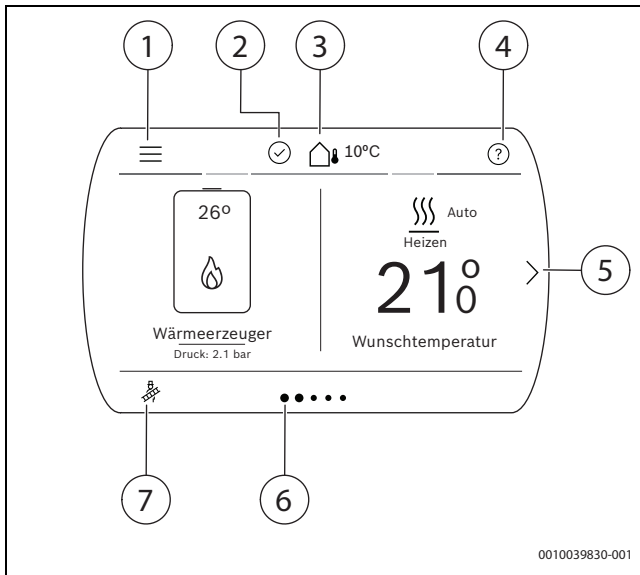 1
2
3
4
10°C
?
26°
Auto
Heizen
21°0
5
Wärmeerzeuger
Druck: 2.1 bar
Wunschtemperatur
7
6
0010039830-001